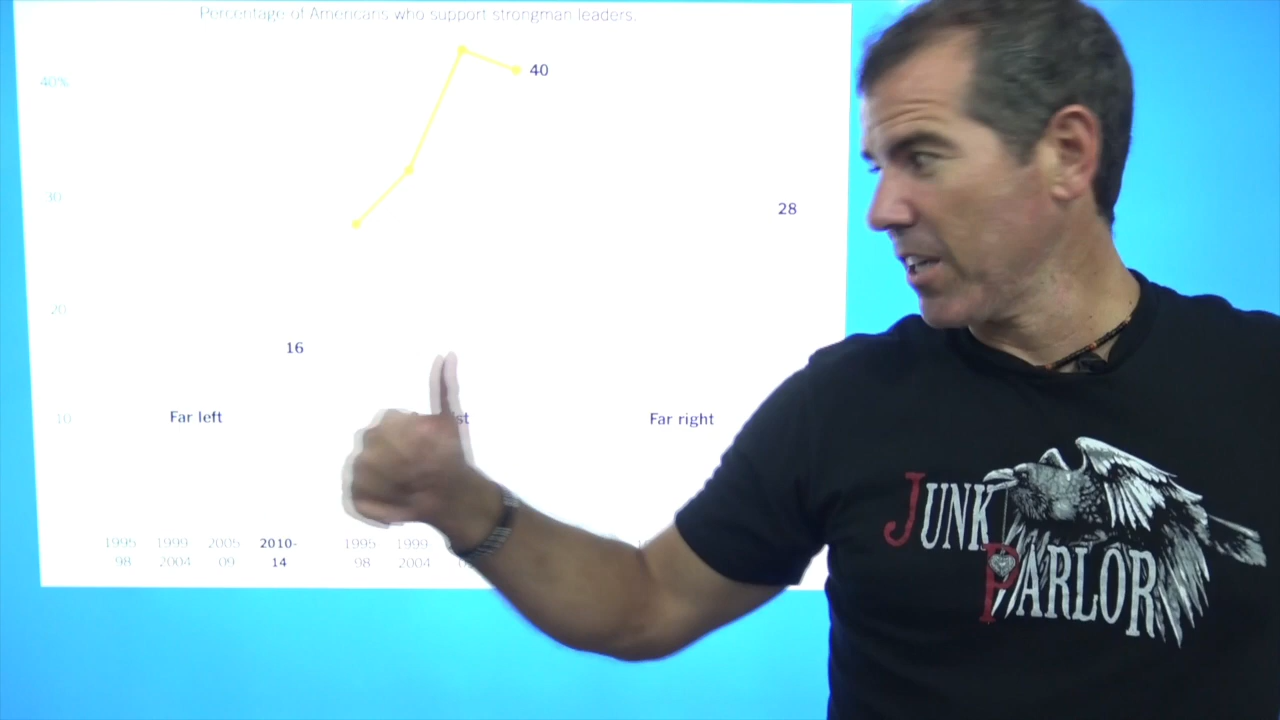 Percentage of Americans who support strongman leaders.
40%
40
30
28
20
16
10
Far left
Far right
1995 1999- 2005 2010-
98 2004 09 14
1995 1999-
98 2004
JUNK
PARLOR